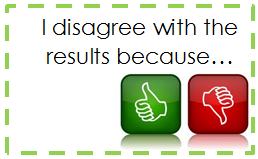 I disagree with the
results because…